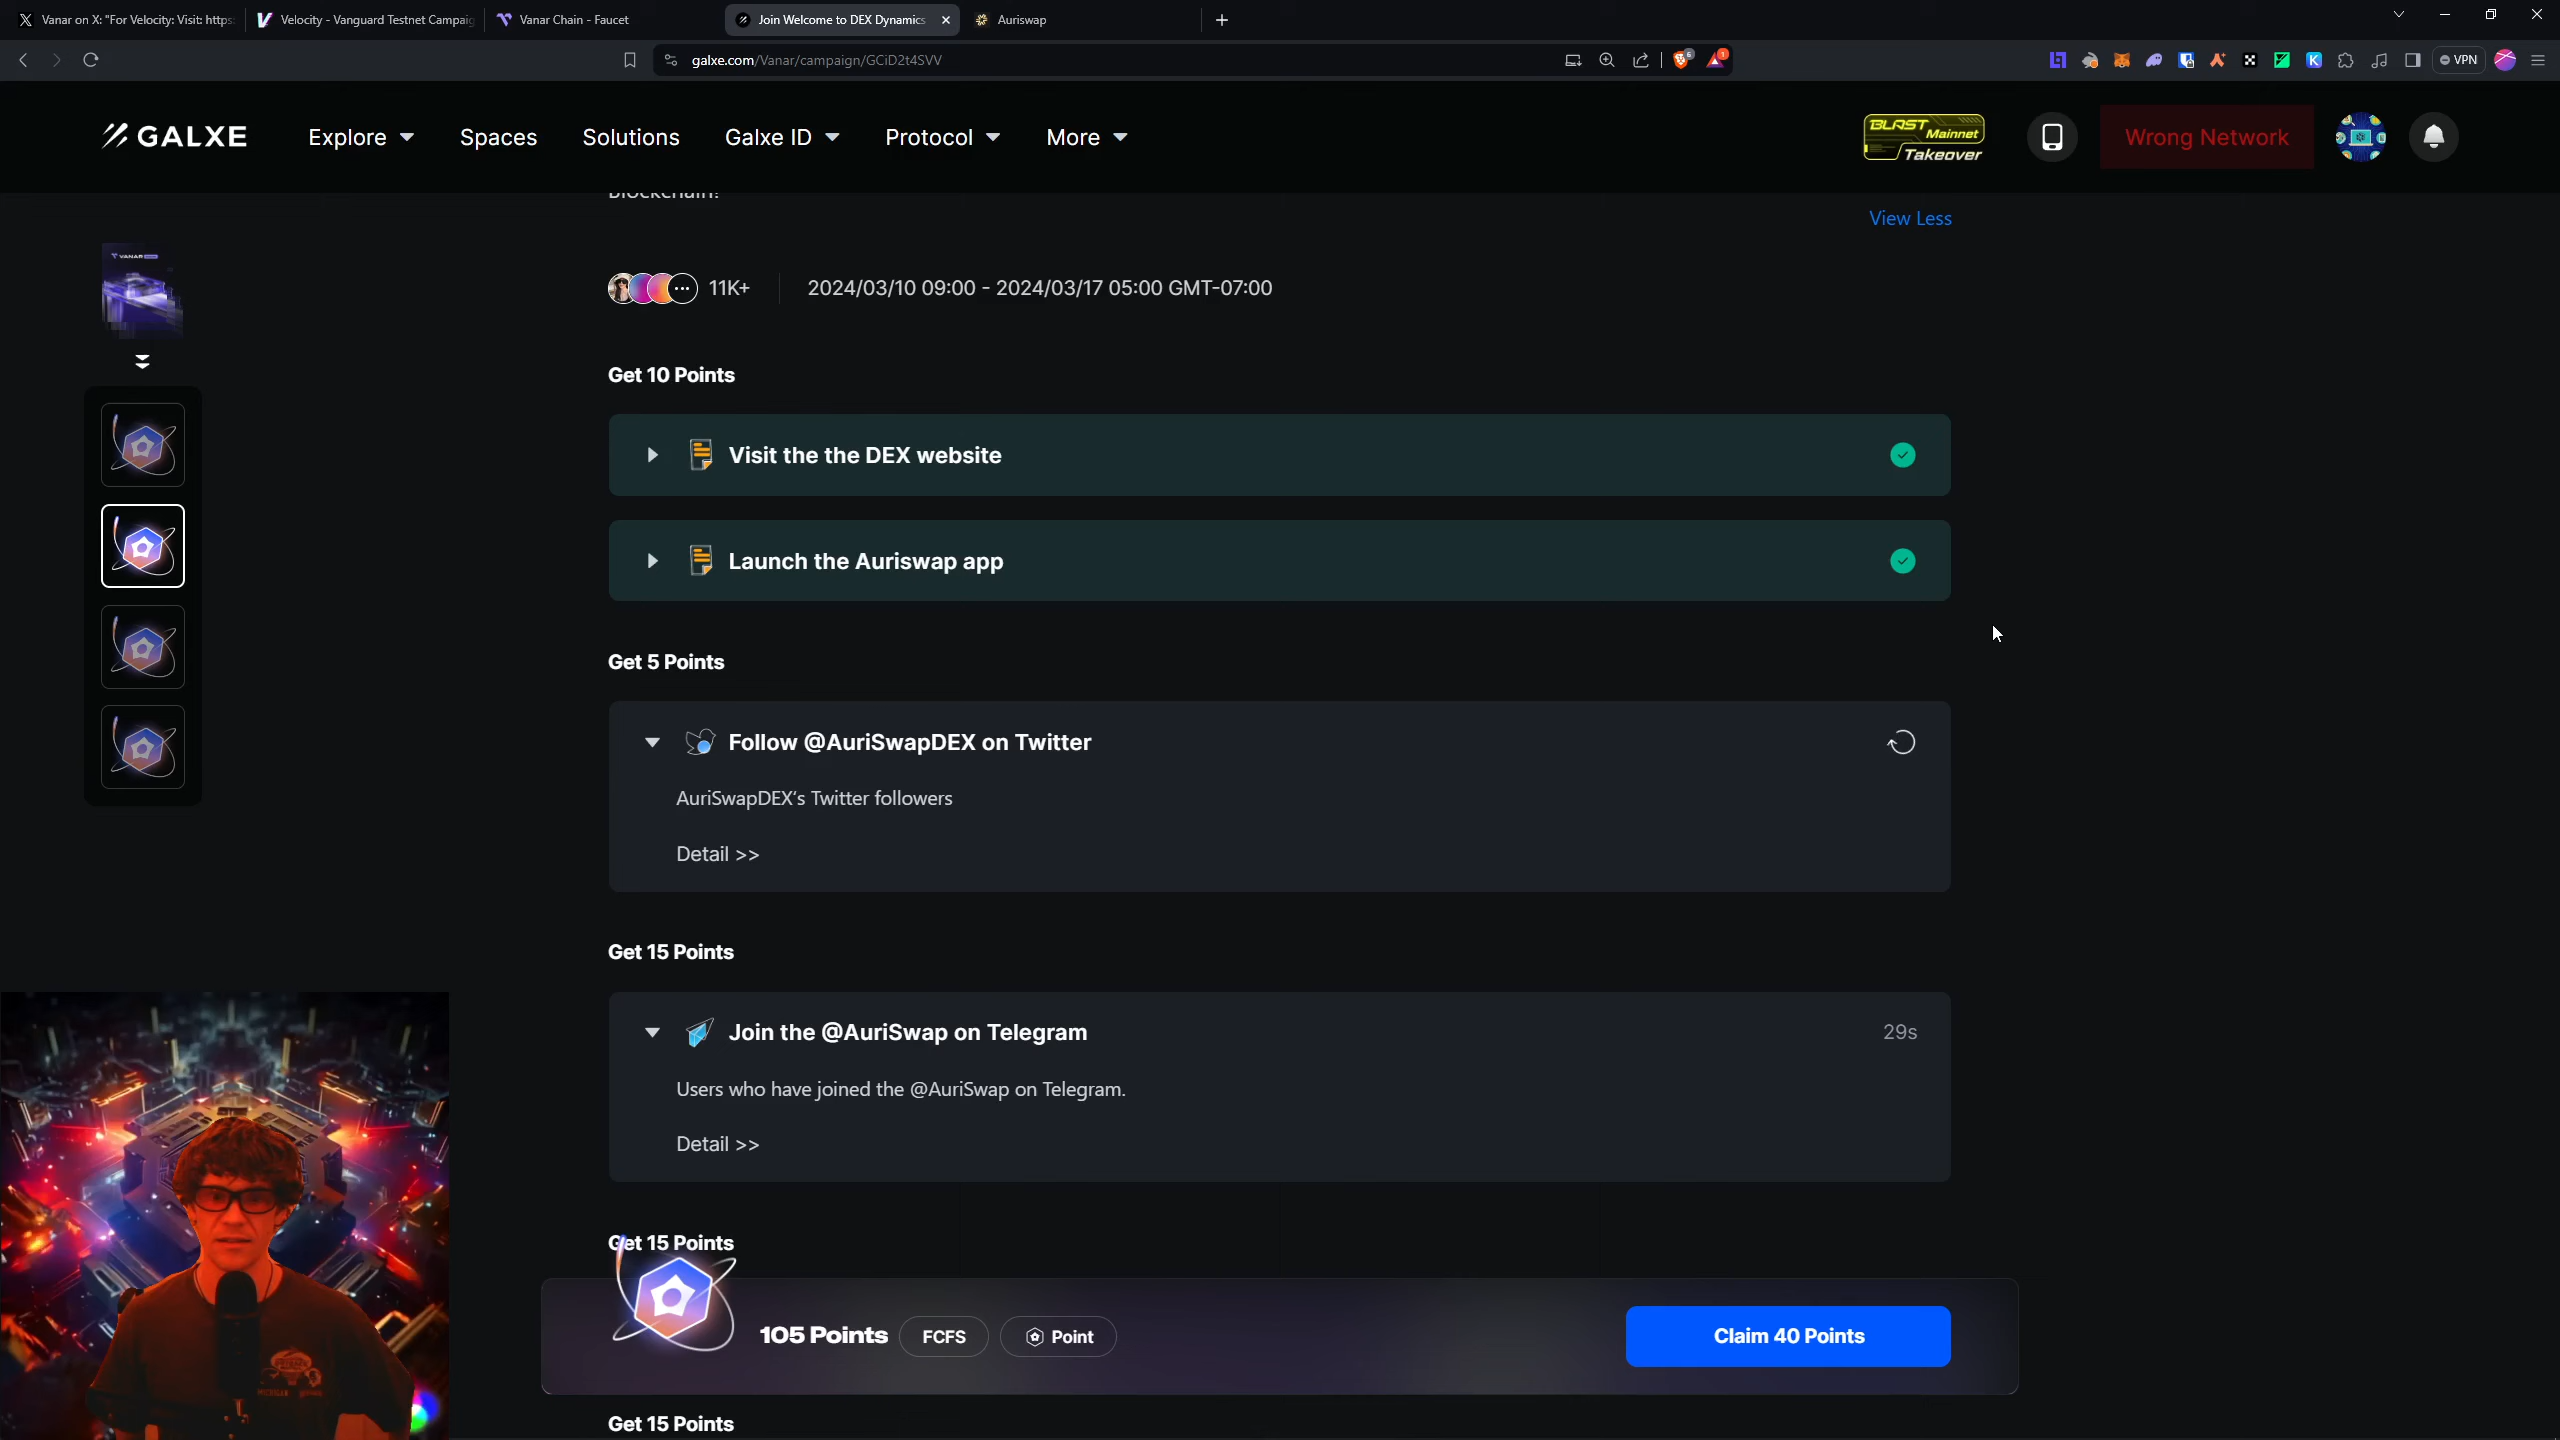 Vanar on X: "For Velocity: Visit: https:
Velocity - Vanguard Testnet Campaig
Vanar Chain - Faucet
Join Welcome to DEX Dynamics
Auriswap
galxe.com/Vanar/campaign/GCiD2t4SVV
6
1
VPN
GALXE
Explore
Spaces
Solutions
Galxe ID
Protocol
More
BLAST Mainnet
Takeover
Wrong Network
Blockchain!
View Less
VANAR
11K+
2024/03/10 09:00 - 2024/03/17 05:00 GMT-07:00
Get 10 Points
Visit the the DEX website
Launch the Auriswap app
Get 5 Points
Follow @AuriSwapDEX on Twitter
AuriSwapDEX's Twitter followers
Detail >>
Get 15 Points
Join the @AuriSwap on Telegram
29s
Users who have joined the @AuriSwap on Telegram.
Detail >>
Get 15 Points
105 Points
FCFS
Point
Claim 40 Points
Get 15 Points